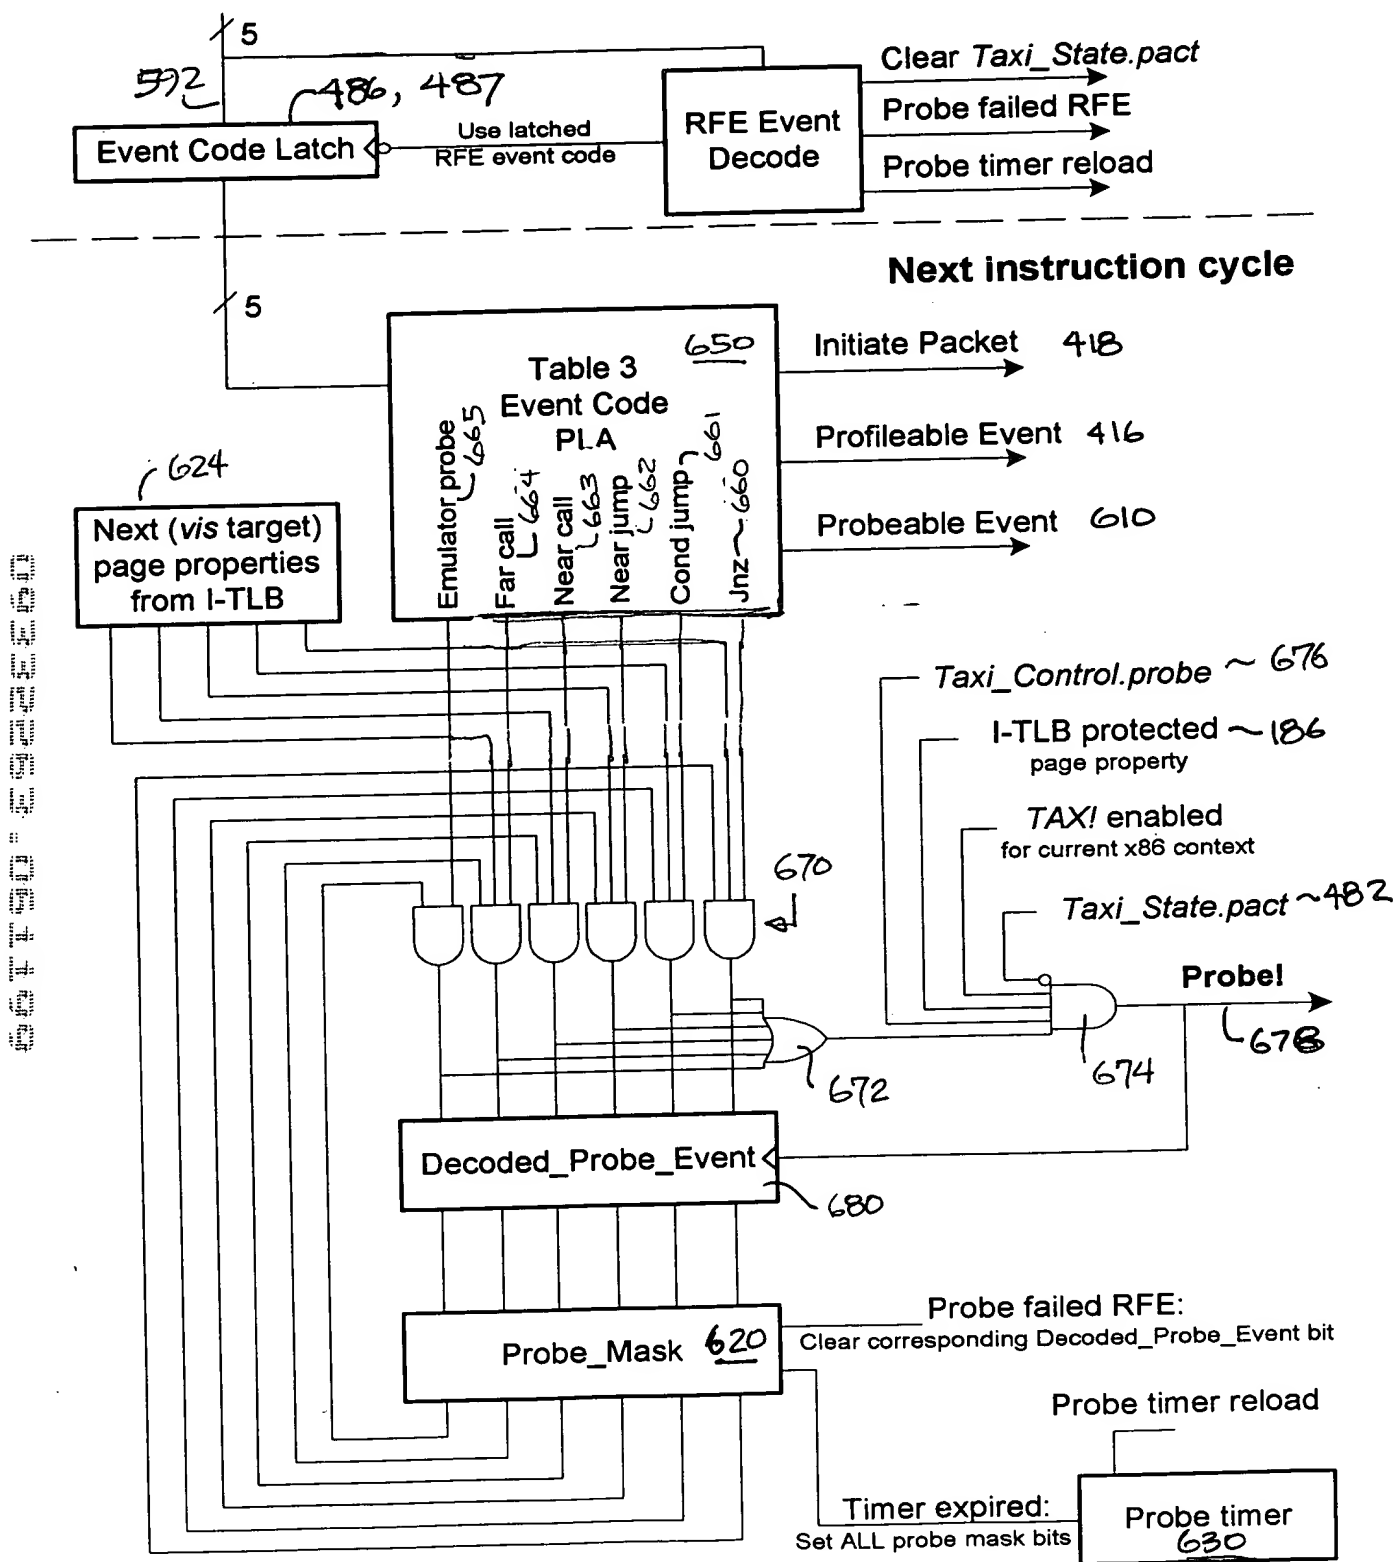 5
592
486, 487
Clear Taxi_State.pact
Probe failed RFE
Probe timer reload
RFE Event
Decode
Use latched
RFE event code
Event Code Latch
Next instruction cycle
5
Table 3
650
Event Code
PLA
Emulator probe
665
Far call
664
Near call
663
Near jump
662
Cond jump
661
Jnz ~ 660
Initiate Packet 418
Profileable Event 416
Probeable Event 610
624
Next (vis target)
page properties
from I-TLB
Taxi_Control.probe ~ 676
I-TLB protected ~ 186
page property
TAX! enabled
for current x86 context
Taxi_State.pact ~ 482
670
Probe!
678
674
672
Decoded_Probe_Event
680
Probe_Mask 620
Probe failed RFE:
Clear corresponding Decoded_Probe_Event bit
Probe timer reload
Timer expired:
Set ALL probe mask bits
Probe timer
630